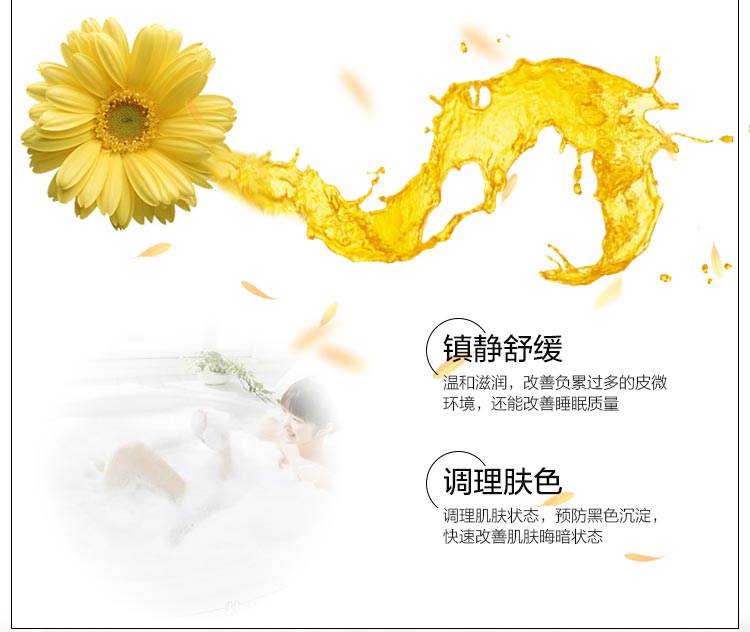 镇静舒缓
温和滋润，改善负累过多的皮微
环境，还能改善睡眠质量
调理肤色
调理肌肤状态，预防黑色沉淀，
快速改善肌肤晦暗状态